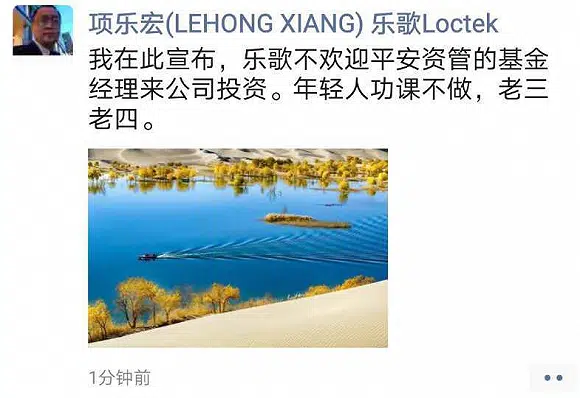 项乐宏(LEHONG XIANG) 乐歌Loctek
我在此宣布，乐歌不欢迎平安资管的基金
经理来公司投资。年轻人功课不做，老三
老四。
1分钟前